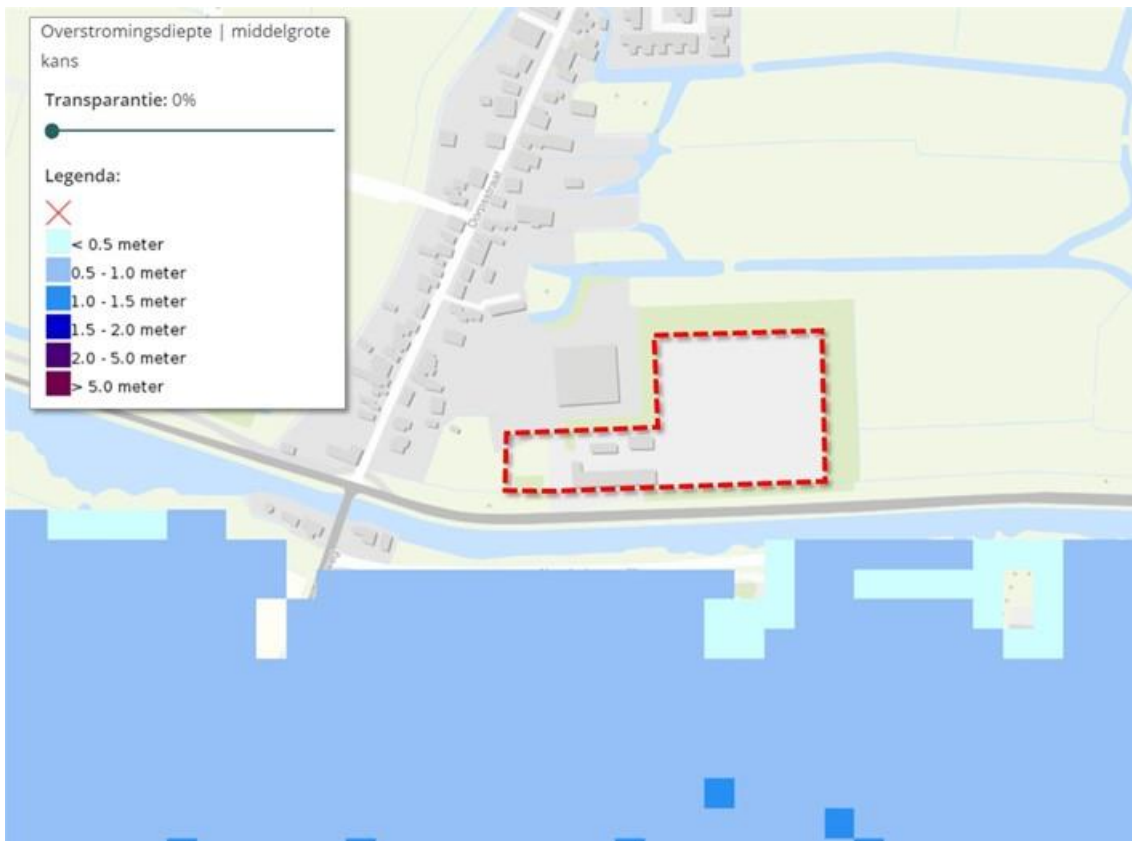 Overstromingsdiepte | middelgrote
kans
Transparantie: 0%
Legenda:
< 0.5 meter
0.5 - 1.0 meter
1.0 - 1.5 meter
1.5 - 2.0 meter
2.0 - 5.0 meter
> 5.0 meter
Dorpsstraat